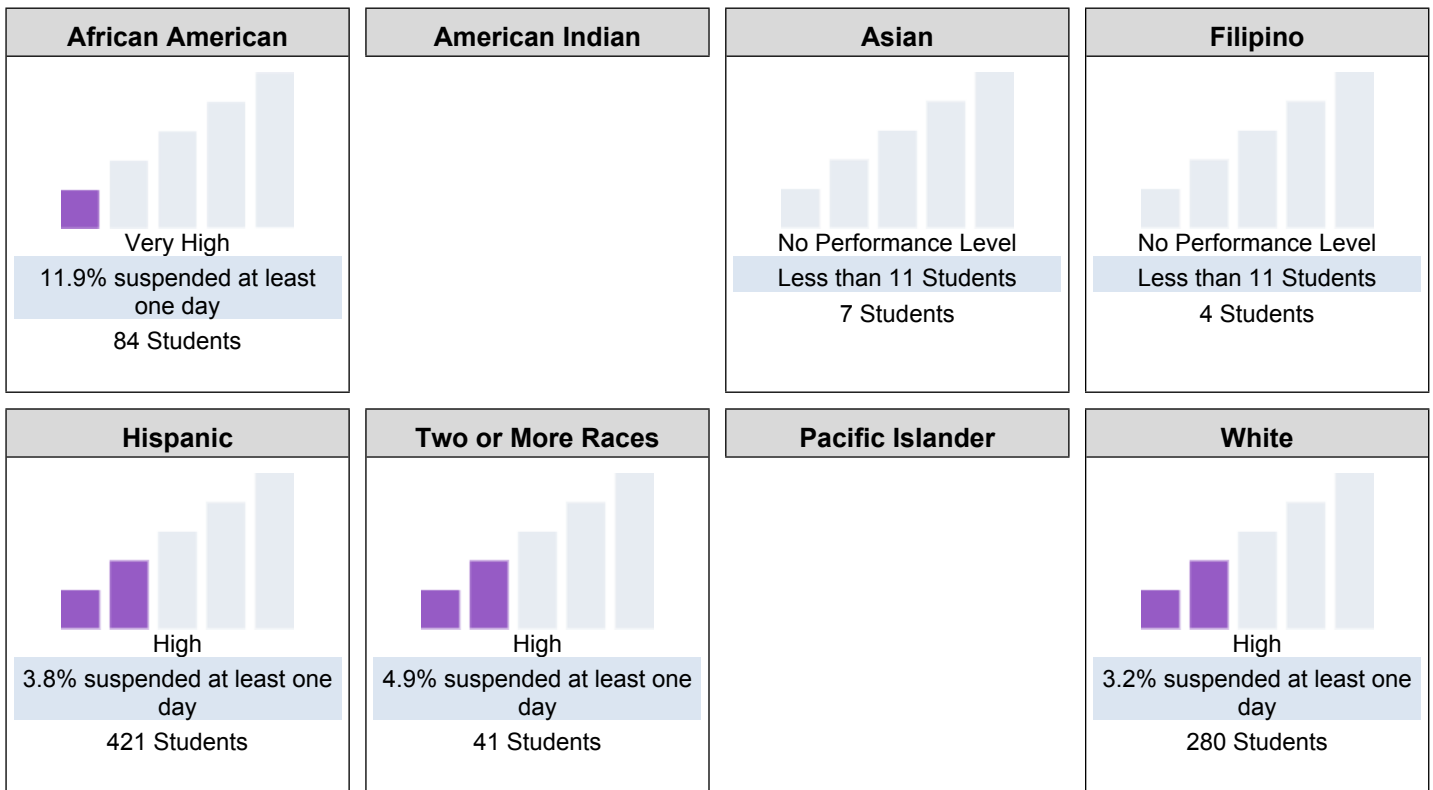 African American
American Indian
Asian
Filipino
Very High
11.9% suspended at least
one day
84 Students
No Performance Level
Less than 11 Students
7 Students
No Performance Level
Less than 11 Students
4 Students
Hispanic
Two or More Races
Pacific Islander
White
High
3.8% suspended at least one
day
421 Students
High
4.9% suspended at least one
day
41 Students
High
3.2% suspended at least one
day
280 Students